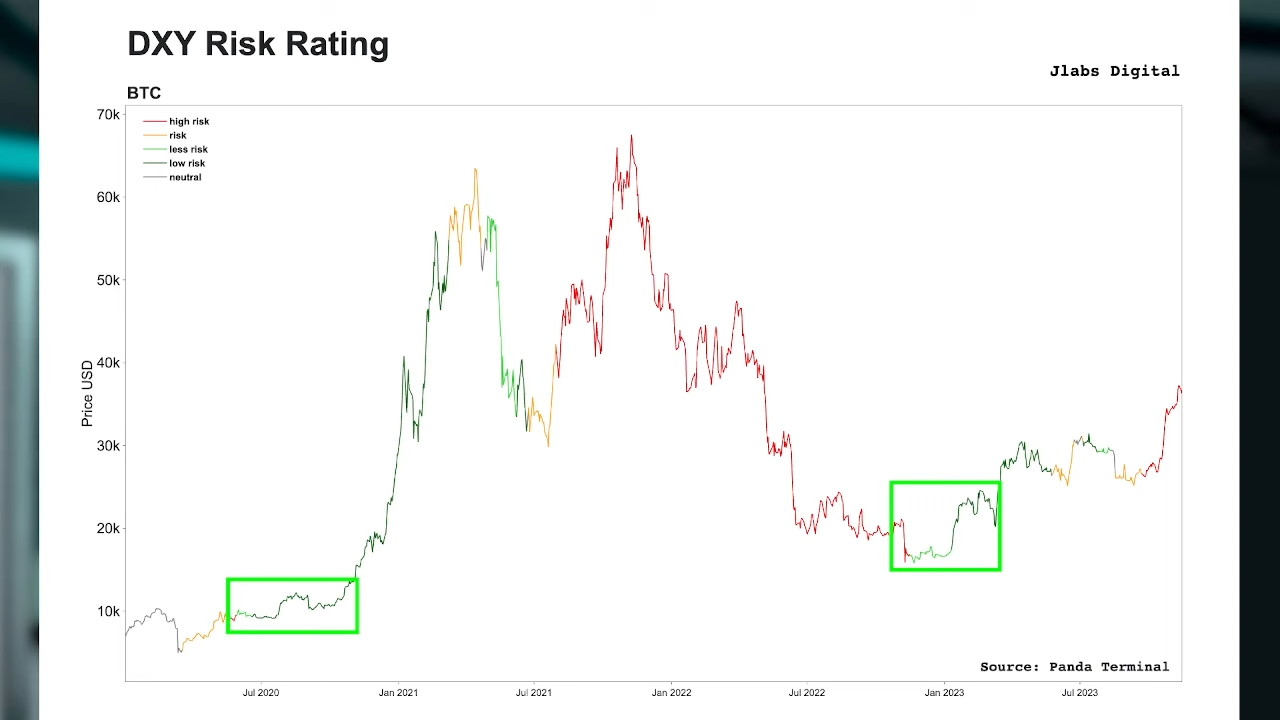 DXY Risk Rating
Jlabs Digital
BTC
70k
60k
50k
40k
30k
20k
10k
Price USD
high risk
risk
less risk
low risk
neutral
Source: Panda Terminal
Jul 2020
Jan 2021
Jul 2021
Jan 2022
Jul 2022
Jan 2023
Jul 2023